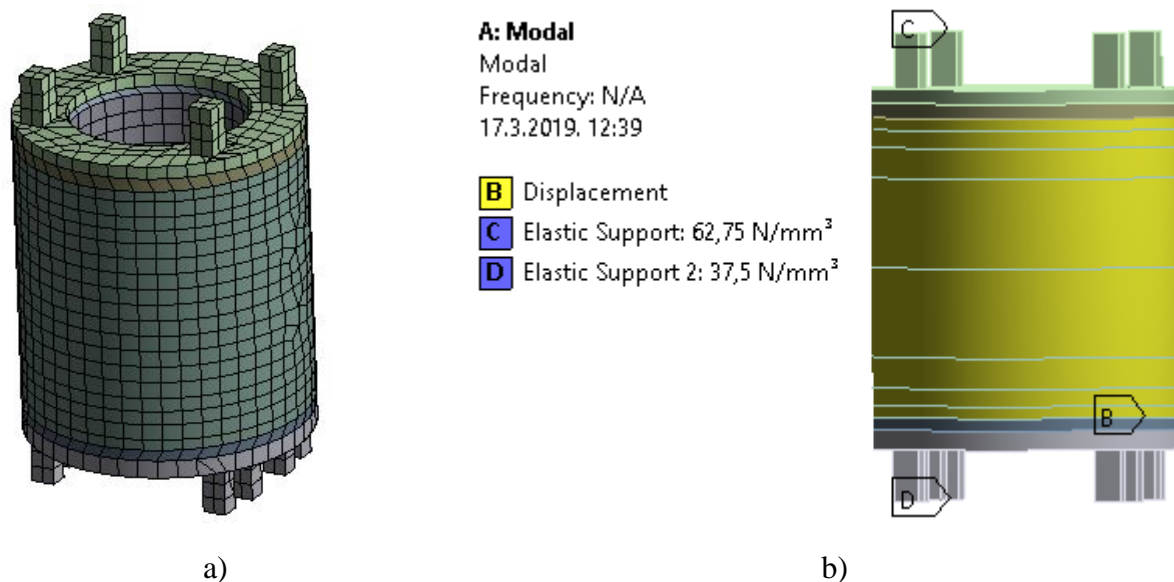 A: Modal
Modal
Frequency: N/A
17.3.2019. 12:39
B Displacement
C Elastic Support: 62,75 N/mm³
D Elastic Support 2: 37,5 N/mm³
C
B
D
a)
b)